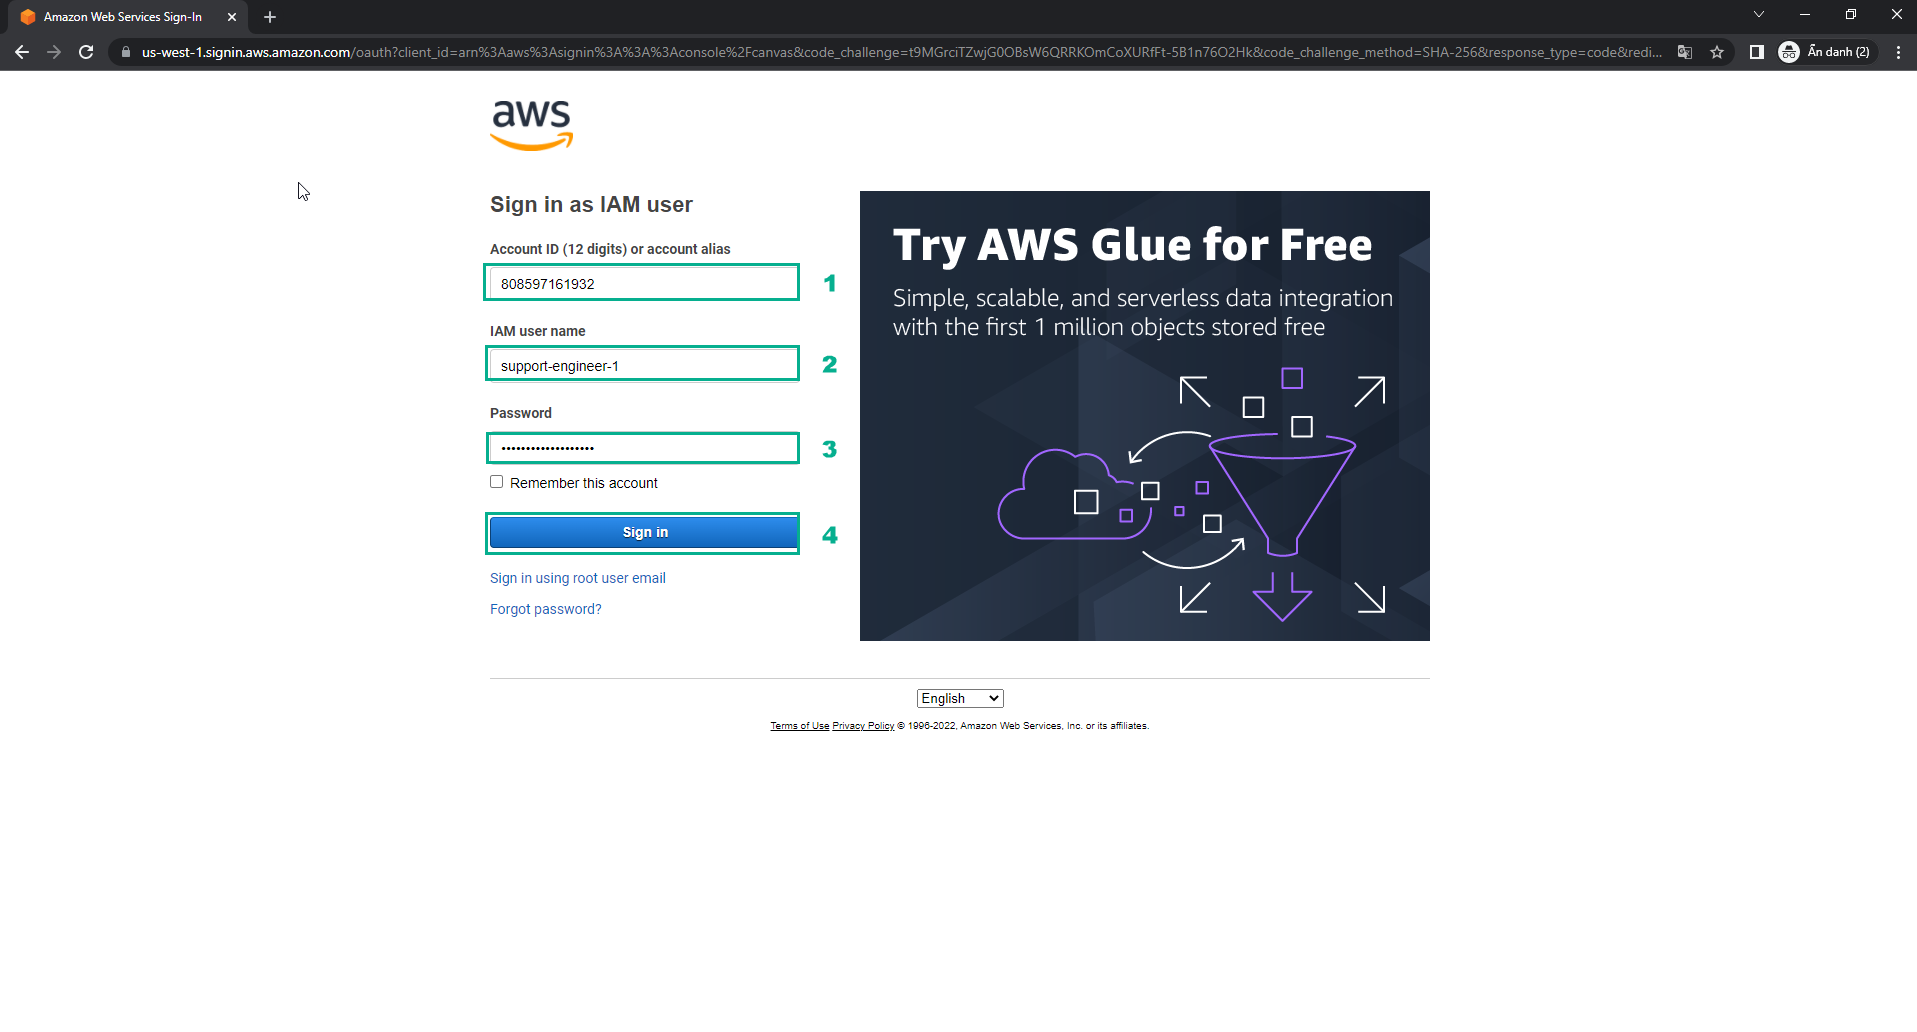 Amazon Web Services Sign-In
us-west-1.signin.aws.amazon.com/oauth?client_id=arn%3Aaws%3Asignin%3A%3A%3Aconsole%2Fcanvas&code_challenge=t9MGrciTZwjG0OBsW6QRRKOmCoXURfFt-5B1n76O2Hk&code_challenge_method=SHA-256&response_type=code&redi...
Ẩn danh (2)
aws
Sign in as IAM user
Account ID (12 digits) or account alias
808597161932
1
IAM user name
support-engineer-1
2
Password
•••••••••••••••••••
3
Remember this account
Sign in
4
Sign in using root user email
Forgot password?
Try AWS Glue for Free
Simple, scalable, and serverless data integration
with the first 1 million objects stored free
English
Terms of Use Privacy Policy © 1996-2022, Amazon Web Services, Inc. or its affiliates.